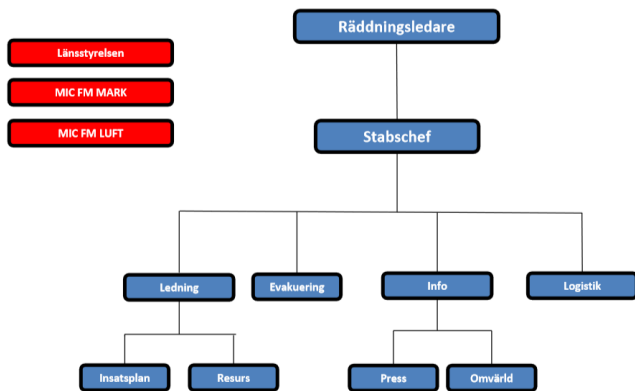 Räddningsledare
Länsstyrelsen
MIC FM MARK
MIC FM LUFT
Stabschef
Ledning
Evakuering
Info
Logistik
Insatsplan
Resurs
Press
Omvärld